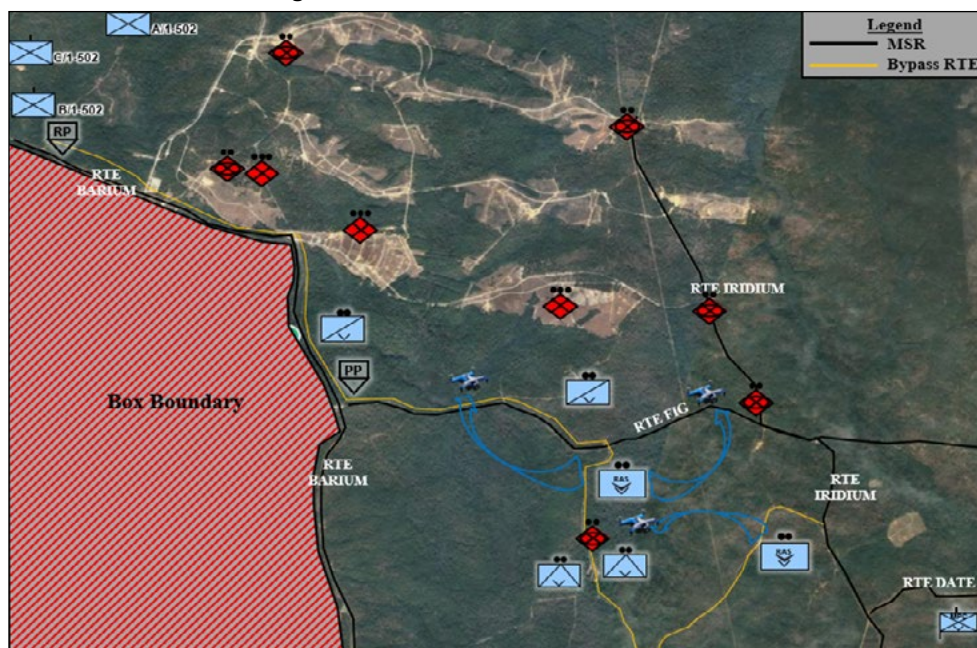 A/1-502
Legend
MSR
Bypass RTE
C/1-502
B/1-502
RP
RTE
BARIUM
RTE IRIDIUM
PP
Box Boundary
RTE FIG
RTE
BARIUM
RAS
RTE
IRIDIUM
RAS
RTE DATE